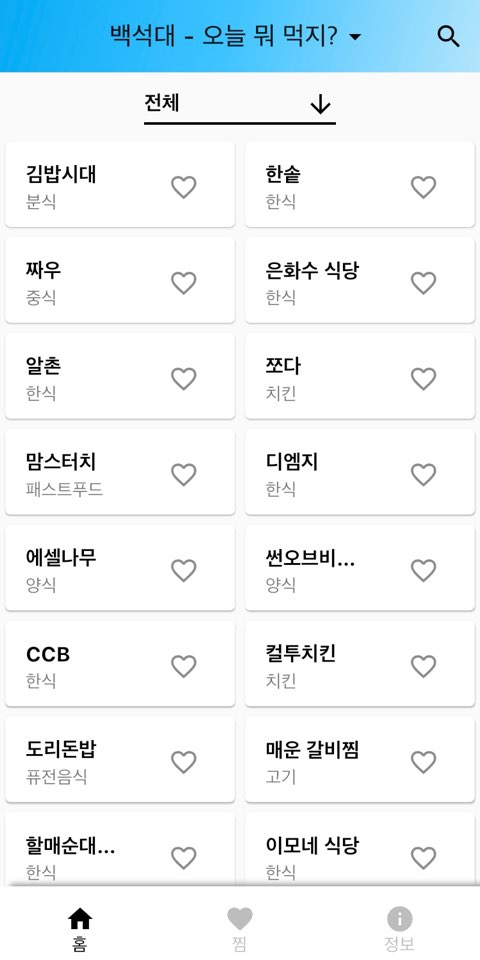 백석대 - 오늘 뭐 먹지?
전체
김밥시대
분식
한솥
한식
짜우
중식
은화수 식당
한식
알촌
한식
쪼다
치킨
맘스터치
패스트푸드
디엠지
한식
에셀나무
양식
썬오브비...
양식
CCB
한식
컬투치킨
치킨
도리돈밥
퓨전음식
매운 갈비찜
고기
할매순대...
한식
이모네 식당
한식
홈
찜
정보